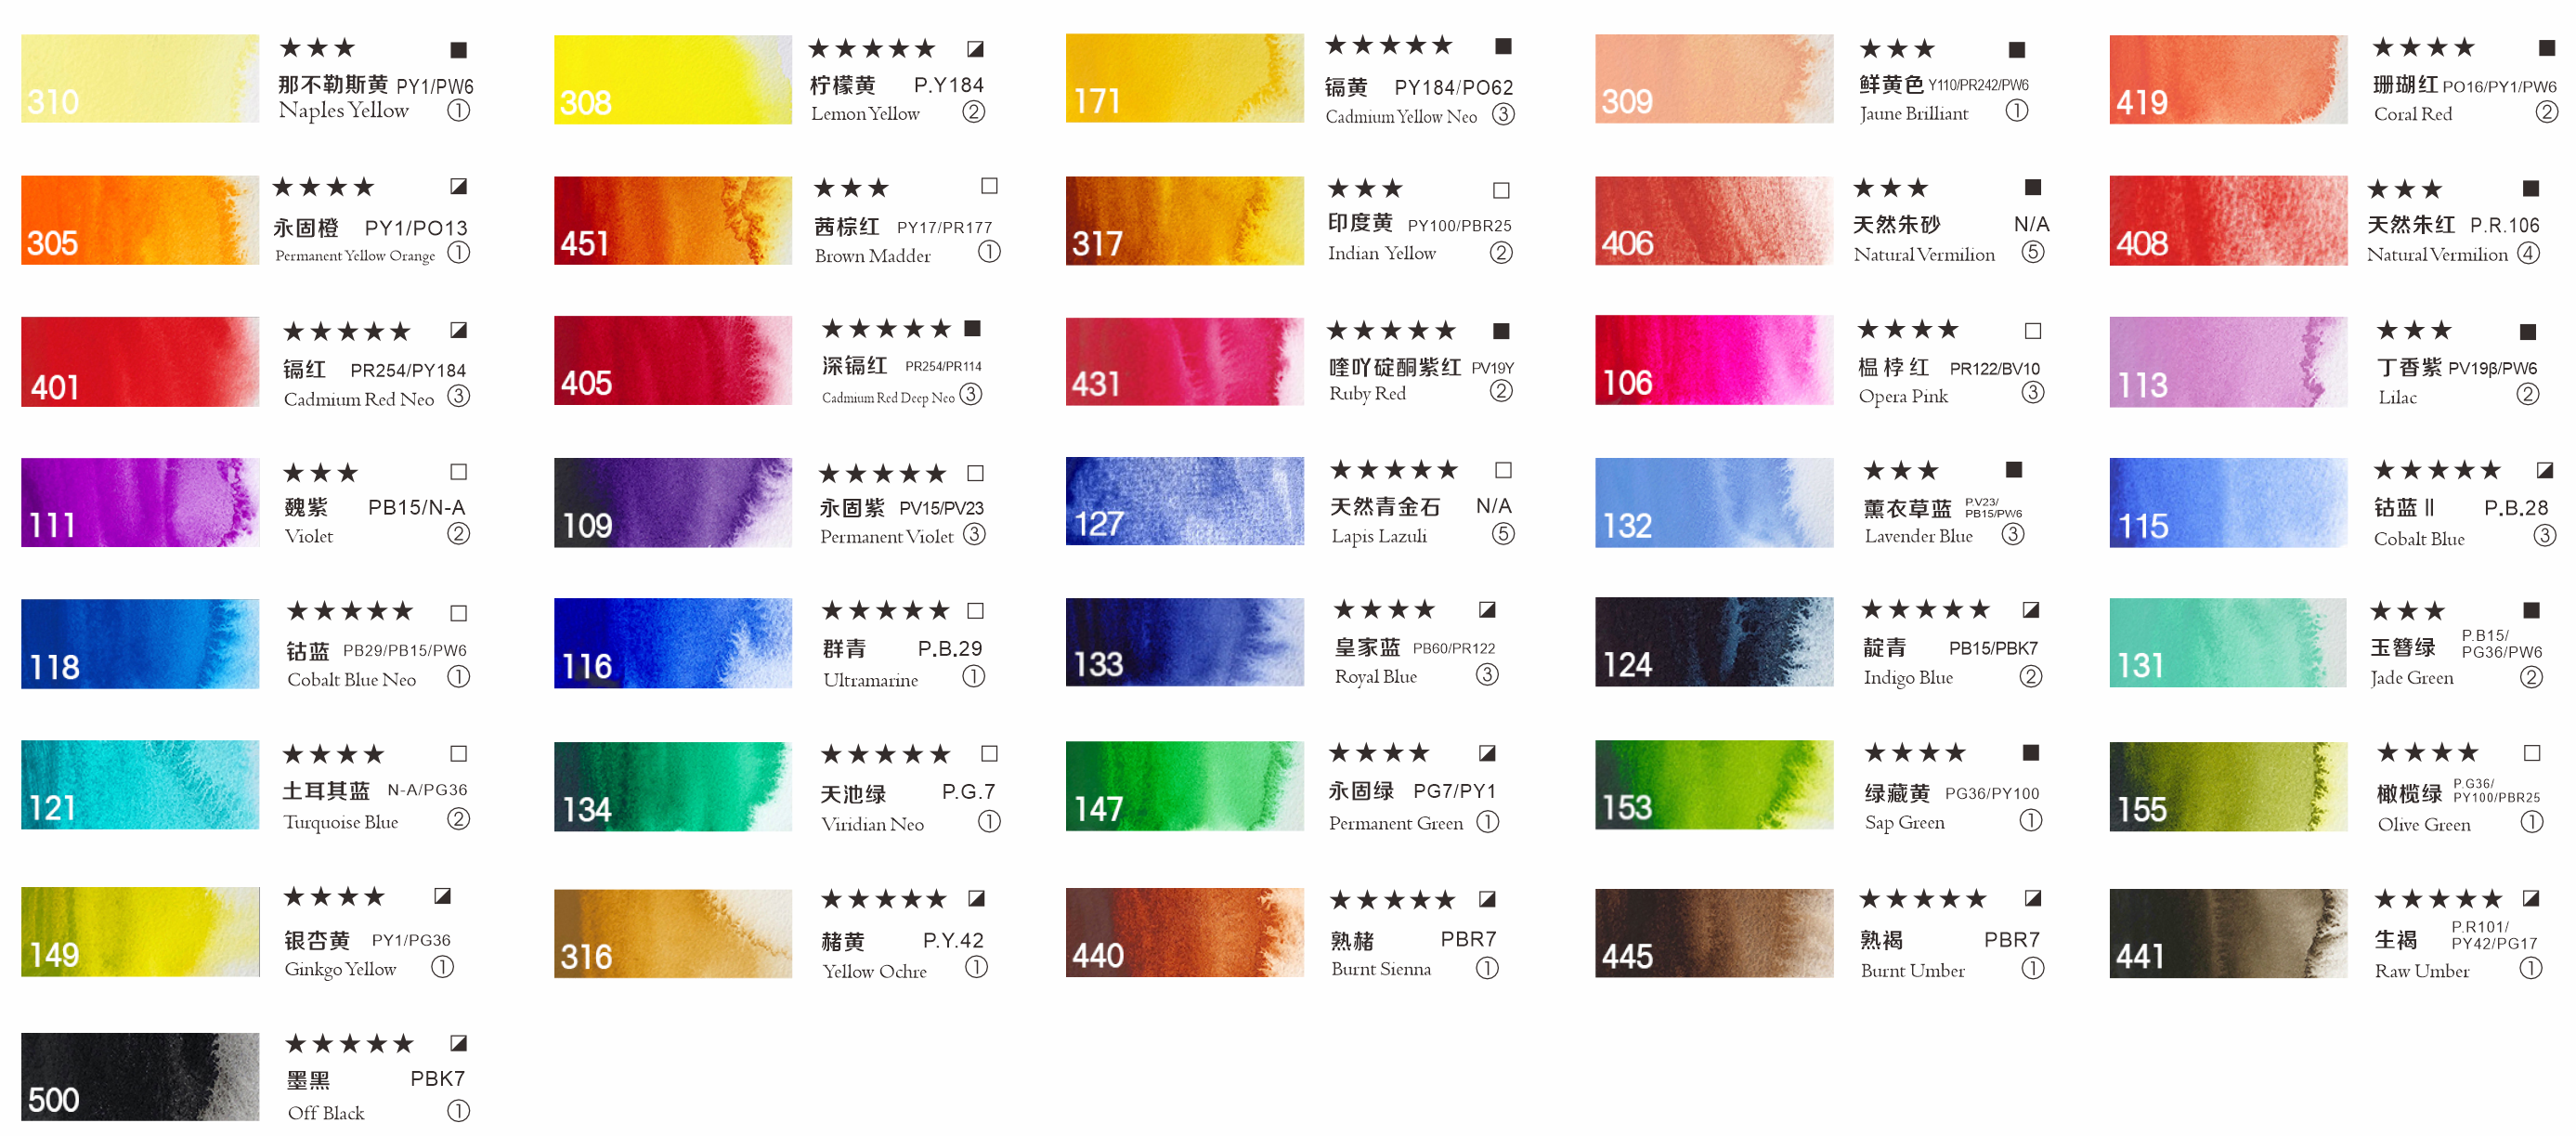 310
★★★ ■
那不勒斯黄 PY1/PW6
Naples Yellow ①
308
★★★★★ ◪
柠檬黄 P.Y184
Lemon Yellow ②
171
★★★★★ ■
镉黄 PY184/PO62
Cadmium Yellow Neo ③
309
★★★ ■
鲜黄色 Y110/PR242/PW6
Jaune Brilliant ①
419
★★★★ ■
珊瑚红 PO16/PY1/PW6
Coral Red ②
305
★★★★ ◪
永固橙 PY1/PO13
Permanent Yellow Orange ①
451
★★★ □
茜棕红 PY17/PR177
Brown Madder ①
317
★★★ □
印度黄 PY100/PBR25
Indian Yellow ②
406
★★★ ■
天然朱砂 N/A
Natural Vermilion ⑤
408
★★★ ■
天然朱红 P.R.106
Natural Vermilion ④
401
★★★★★ ◪
镉红 PR254/PY184
Cadmium Red Neo ③
405
★★★★★ ■
深镉红 PR254/PR114
Cadmium Red Deep Neo ③
431
★★★★★ ■
喹吖碇酮紫红 PV19Y
Ruby Red ②
106
★★★★ □
榅桲红 PR122/BV10
Opera Pink ③
113
★★★ ■
丁香紫 PV19β/PW6
Lilac ②
111
★★★ □
魏紫 PB15/N-A
Violet ②
109
★★★★★ □
永固紫 PV15/PV23
Permanent Violet ③
127
★★★★★ □
天然青金石 N/A
Lapis Lazuli ⑤
132
★★★ ■
薰衣草蓝 P.V23/
PB15/PW6
Lavender Blue ③
115
★★★★★ ◪
钴蓝 II P.B.28
Cobalt Blue ③
118
★★★★★ □
钴蓝 PB29/PB15/PW6
Cobalt Blue Neo ①
116
★★★★★ □
群青 P.B.29
Ultramarine ①
133
★★★★ ◪
皇家蓝 PB60/PR122
Royal Blue ③
124
★★★★★ ◪
靛青 PB15/PBK7
Indigo Blue ②
131
★★★ ■
玉簪绿 P.B15/
PG36/PW6
Jade Green ②
121
★★★★ □
土耳其蓝 N-A/PG36
Turquoise Blue ②
134
★★★★★ □
天池绿 P.G.7
Viridian Neo ①
147
★★★★ ◪
永固绿 PG7/PY1
Permanent Green ①
153
★★★★ ■
绿藏黄 PG36/PY100
Sap Green ①
155
★★★★ □
橄榄绿 P.G36/
PY100/PBR25
Olive Green ①
149
★★★★ ◪
银杏黄 PY1/PG36
Ginkgo Yellow ①
316
★★★★★ ◪
赭黄 P.Y.42
Yellow Ochre ①
440
★★★★★ ◪
熟赭 PBR7
Burnt Sienna ①
445
★★★★★ ◪
熟褐 PBR7
Burnt Umber ①
441
★★★★★ ◪
生褐 P.R101/
PY42/PG17
Raw Umber ①
500
★★★★★ ◪
墨黑 PBK7
Off Black ①